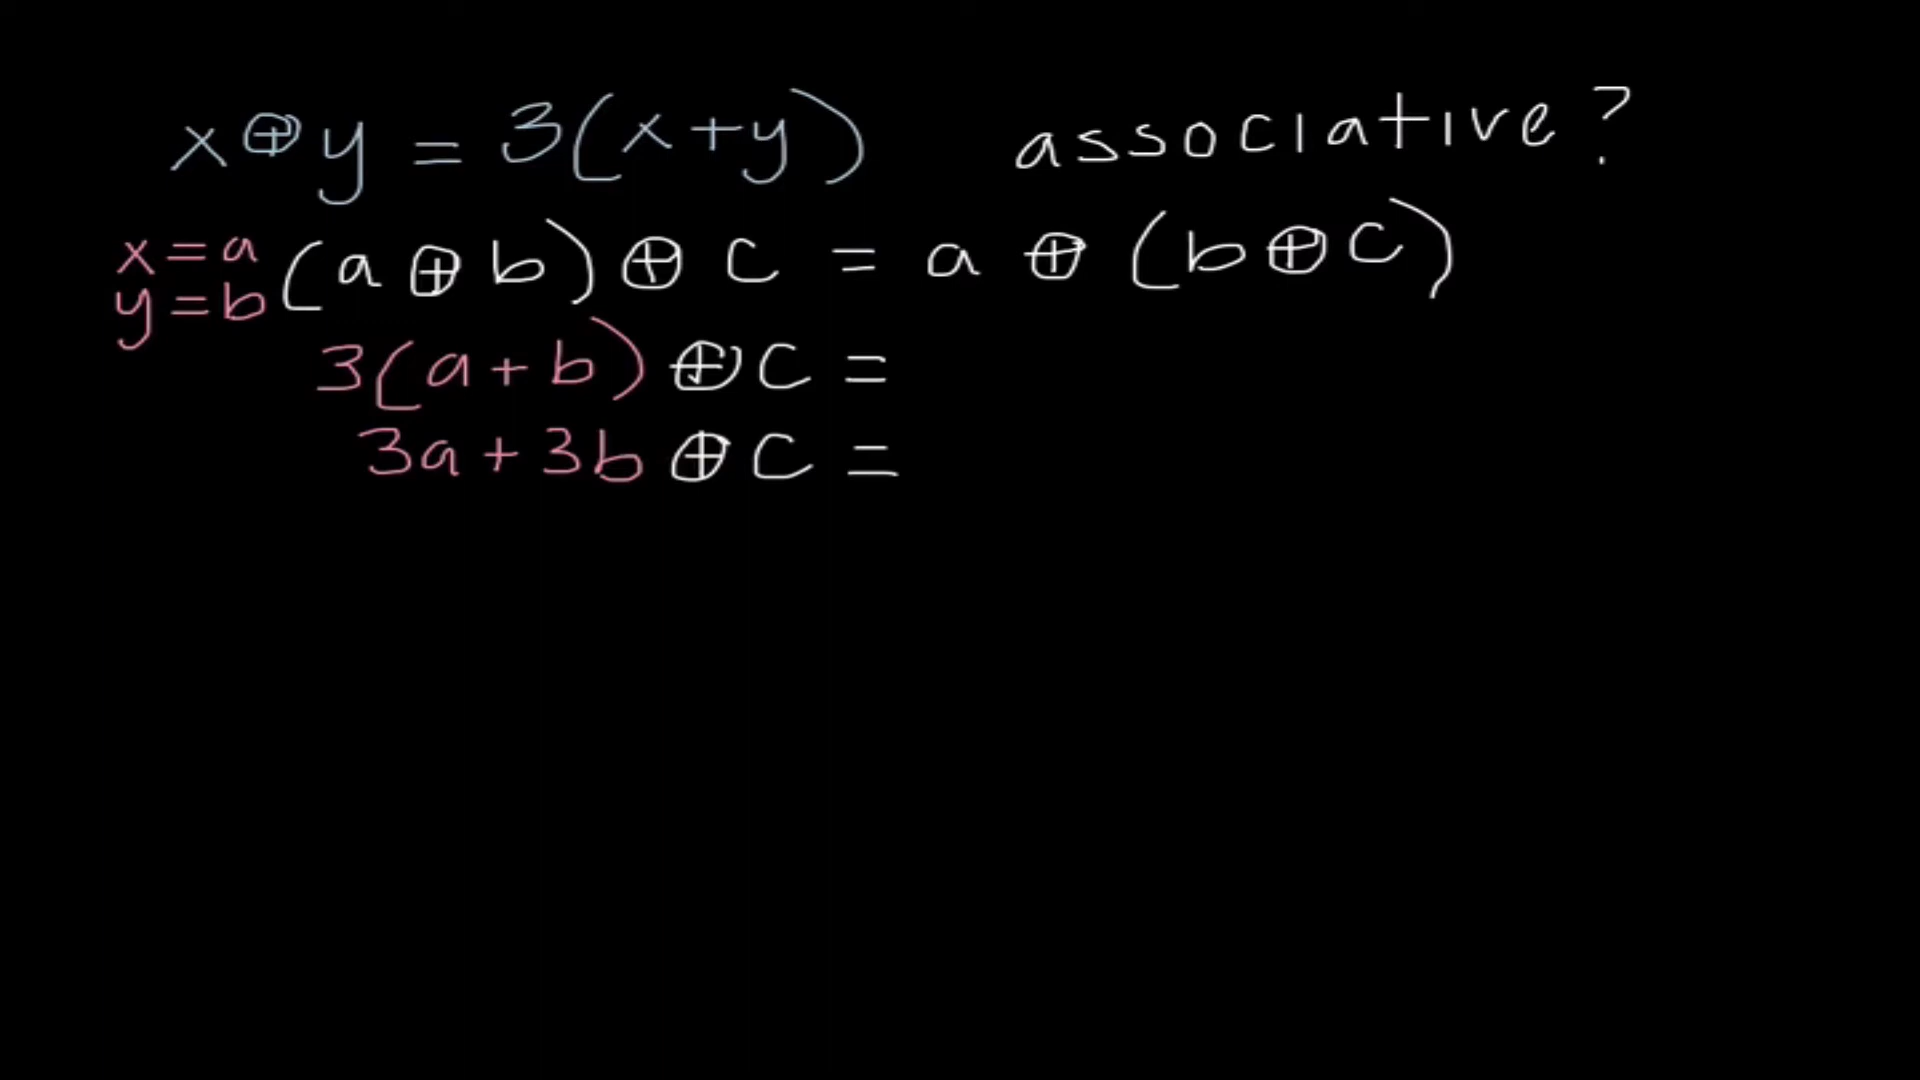 x ⊕ y = 3(x+y) associative?
x = a (a ⊕ b) ⊕ c = a ⊕ (b ⊕ c)
y = b
3(a + b) ⊕ c =
3a + 3b ⊕ c =